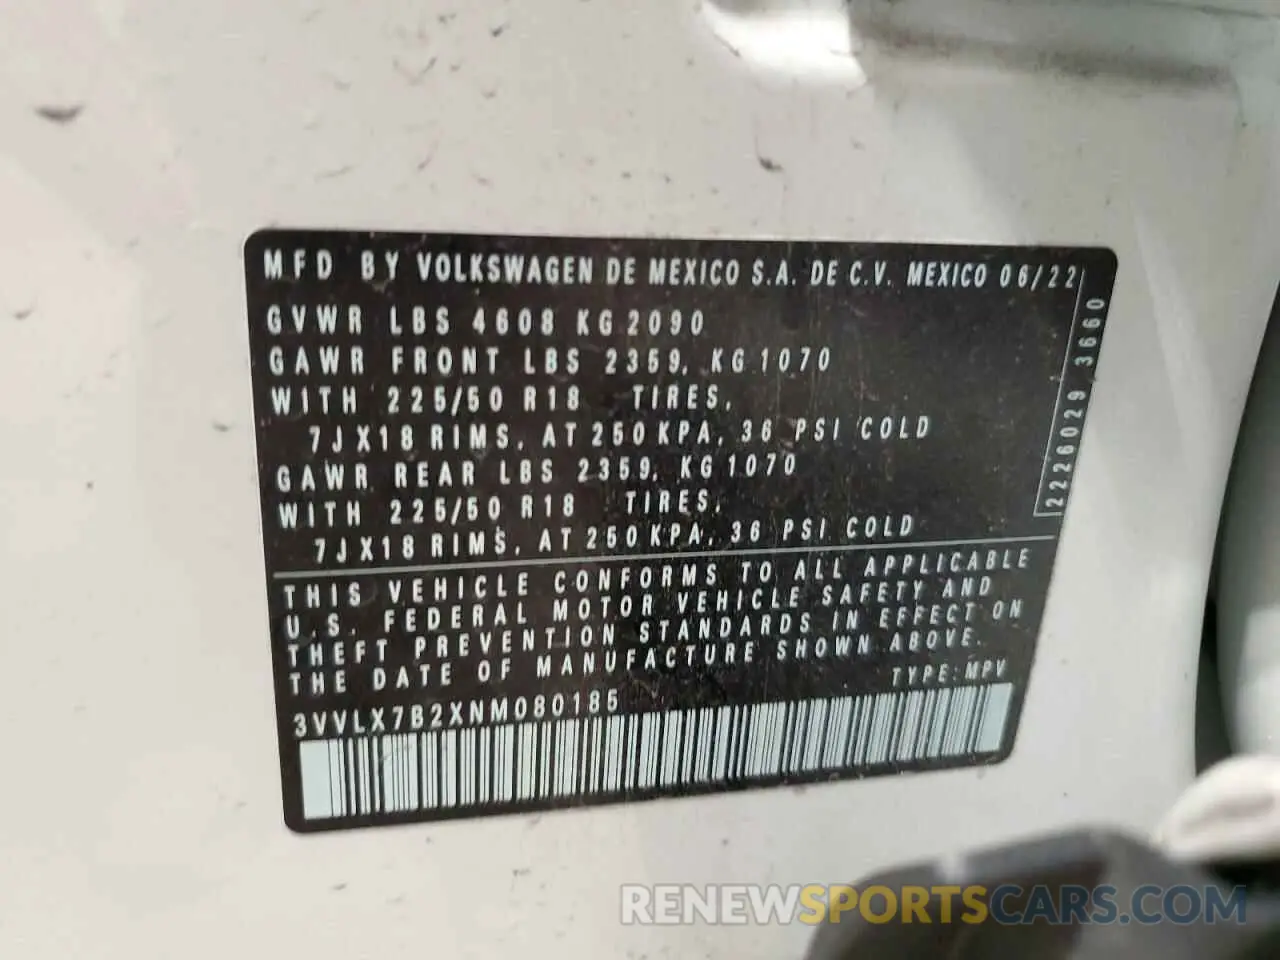 MFD BY VOLKSWAGEN DE MEXICO S.A. DE C.V. MEXICO 06/22
GVWR LBS 4608 KG 2090
GAWR FRONT LBS 2359, KG 1070
WITH 225/50 R18 TIRES,
7JX18 RIMS, AT 250 KPA, 36 PSI COLD
GAWR REAR LBS 2359, KG 1070
WITH 225/50 R18 TIRES,
7JX18 RIMS, AT 250 KPA, 36 PSI COLD
2226029 3660
THIS VEHICLE CONFORMS TO ALL APPLICABLE
U.S. FEDERAL MOTOR VEHICLE SAFETY AND
THEFT PREVENTION STANDARDS IN EFFECT ON
THE DATE OF MANUFACTURE SHOWN ABOVE.
TYPE: MPV
3VVLX7B2XNM080185
RENEWSPORTSCARS.COM